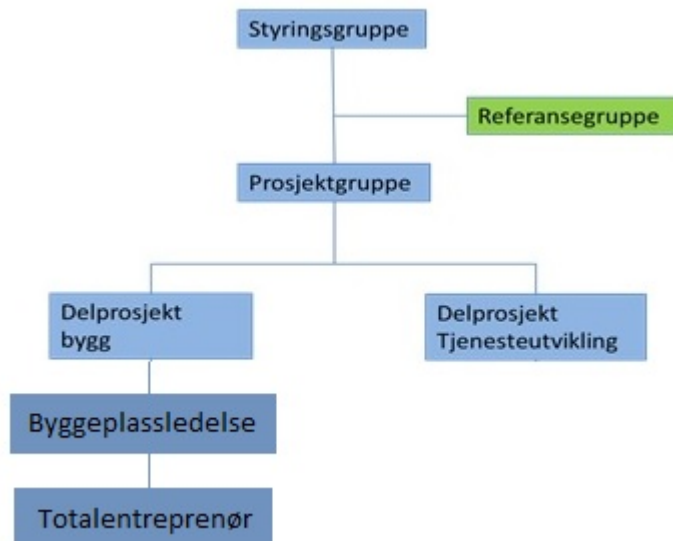 Styringsgruppe
Referansegruppe
Prosjektgruppe
Delprosjekt
bygg
Delprosjekt
Tjenesteutvikling
Byggeplassledelse
Totalentreprenør